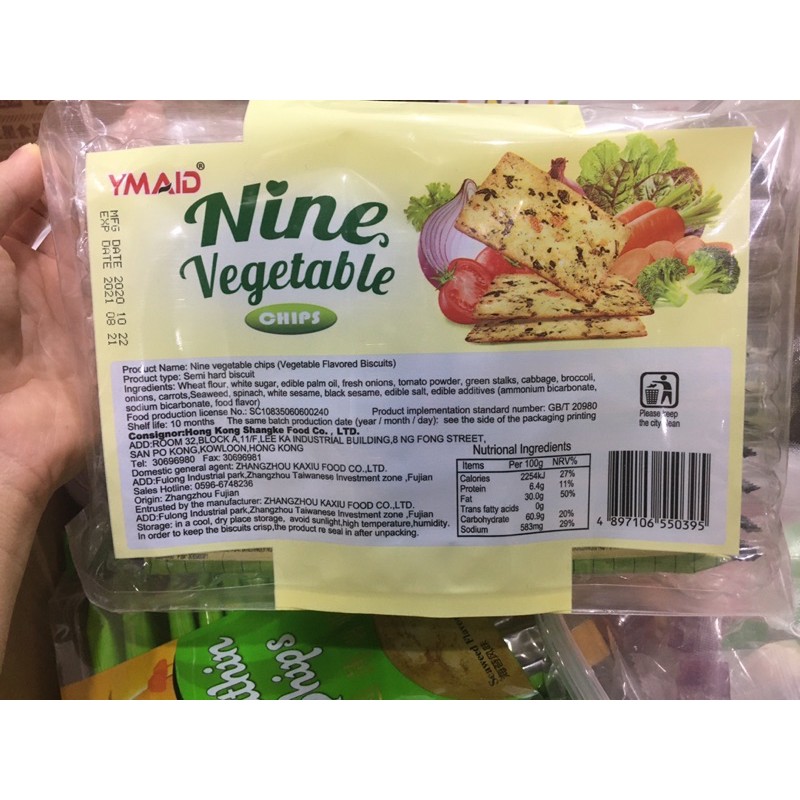 YMAID®
Nine
Vegetable
CHIPS
MFG DATE 2020 10 22
EXP DATE 2021 08 21
Product Name: Nine vegetable chips (Vegetable Flavored Biscuits)
Product type: Semi hard biscuit
Ingredients: Wheat flour, white sugar, edible palm oil, fresh onions, tomato powder, green stalks, cabbage, broccoli,
onions, carrots,Seaweed, spinach, white sesame, black sesame, edible salt, edible additives (ammonium bicarbonate,
sodium bicarbonate, food flavor)
Food production license No.: SC10835060600240 Product implementation standard number: GB/T 20980
Shelf life: 10 months The same batch production date (year / month / day): see the side of the packaging printing
Consignor:Hong Kong Shangke Food Co. , LTD.
ADD:ROOM 32,BLOCK A,11/F,LEE KA INDUSTRIAL BUILDING,8 NG FONG STREET,
SAN PO KONG,KOWLOON,HONG KONG
Tel: 30696980 Fax: 30696981
Domestic general agent: ZHANGZHOU KAXIU FOOD CO.,LTD.
ADD:Fulong Industrial park,Zhangzhou Taiwanese Investment zone ,Fujian
Sales Hotline: 0596-6748236
Origin: Zhangzhou Fujian
Entrusted by the manufacturer: ZHANGZHOU KAXIU FOOD CO.,LTD.
ADD:Fulong Industrial park,Zhangzhou Taiwanese Investment zone ,Fujian
Storage: in a cool, dry place storage, avoid sunlight,high temperature,humidity.
In order to keep the biscuits crisp,the product re seal in after unpacking.
Please keep
the city clean
Nutrional Ingredients
Items Per 100g NRV%
Calories 2254kJ 27%
Protein 6.4g 11%
Fat 30.0g 50%
Trans fatty acids 0g
Carbohydrate 60.9g 20%
Sodium 583mg 29%
4 897106 550395
Chips
thin
Seaweed Flavor